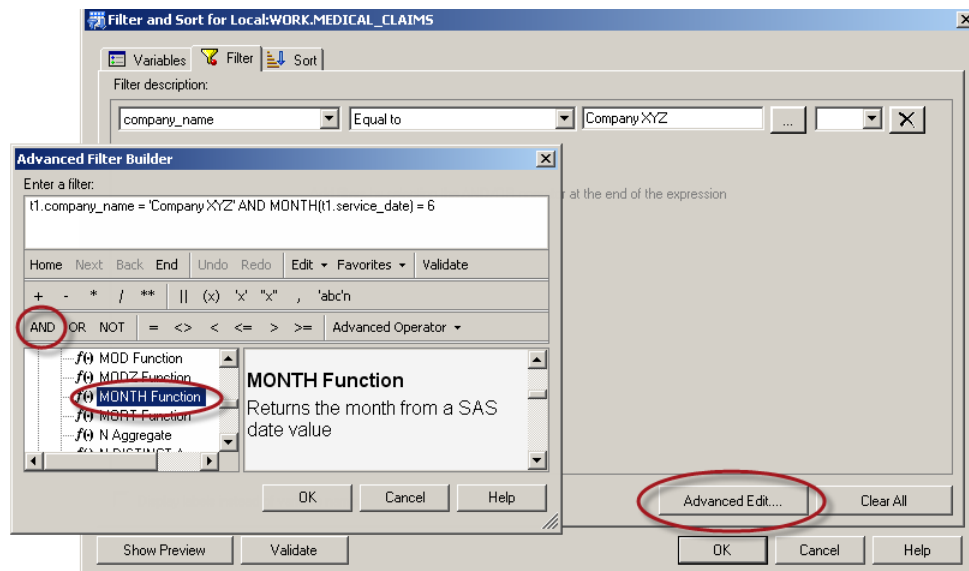 Filter and Sort for Local:WORK.MEDICAL_CLAIMS
Variables Filter Sort
Filter description:
company_name Equal to Company XYZ ...
r at the end of the expression
Advanced Filter Builder
Enter a filter:
t1.company_name = 'Company XYZ' AND MONTH(t1.service_date) = 6
Home Next Back End Undo Redo Edit Favorites Validate
+ - * / ** || (x) 'x' "x" , 'abc'n
AND OR NOT = <> < <= > >= Advanced Operator
f() MOD Function
f() MODZ Function
f() MONTH Function
f() MORT Function
f() N Aggregate
MONTH Function
Returns the month from a SAS
date value
OK Cancel Help
Advanced Edit.... Clear All
Show Preview Validate OK Cancel Help